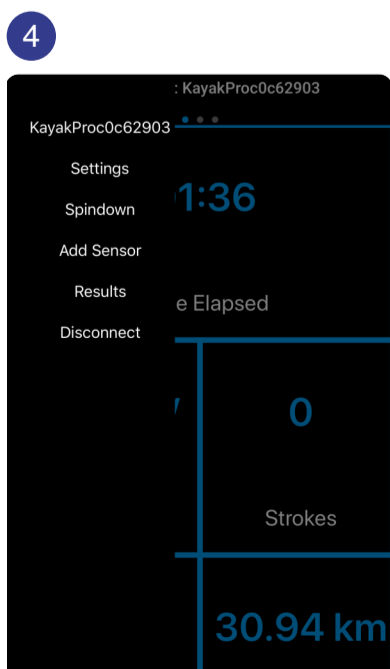 4
: KayakProc0c62903
KayakProc0c62903
Settings
Spindown
1:36
Add Sensor
Results
e Elapsed
Disconnect
0
Strokes
30.94 km